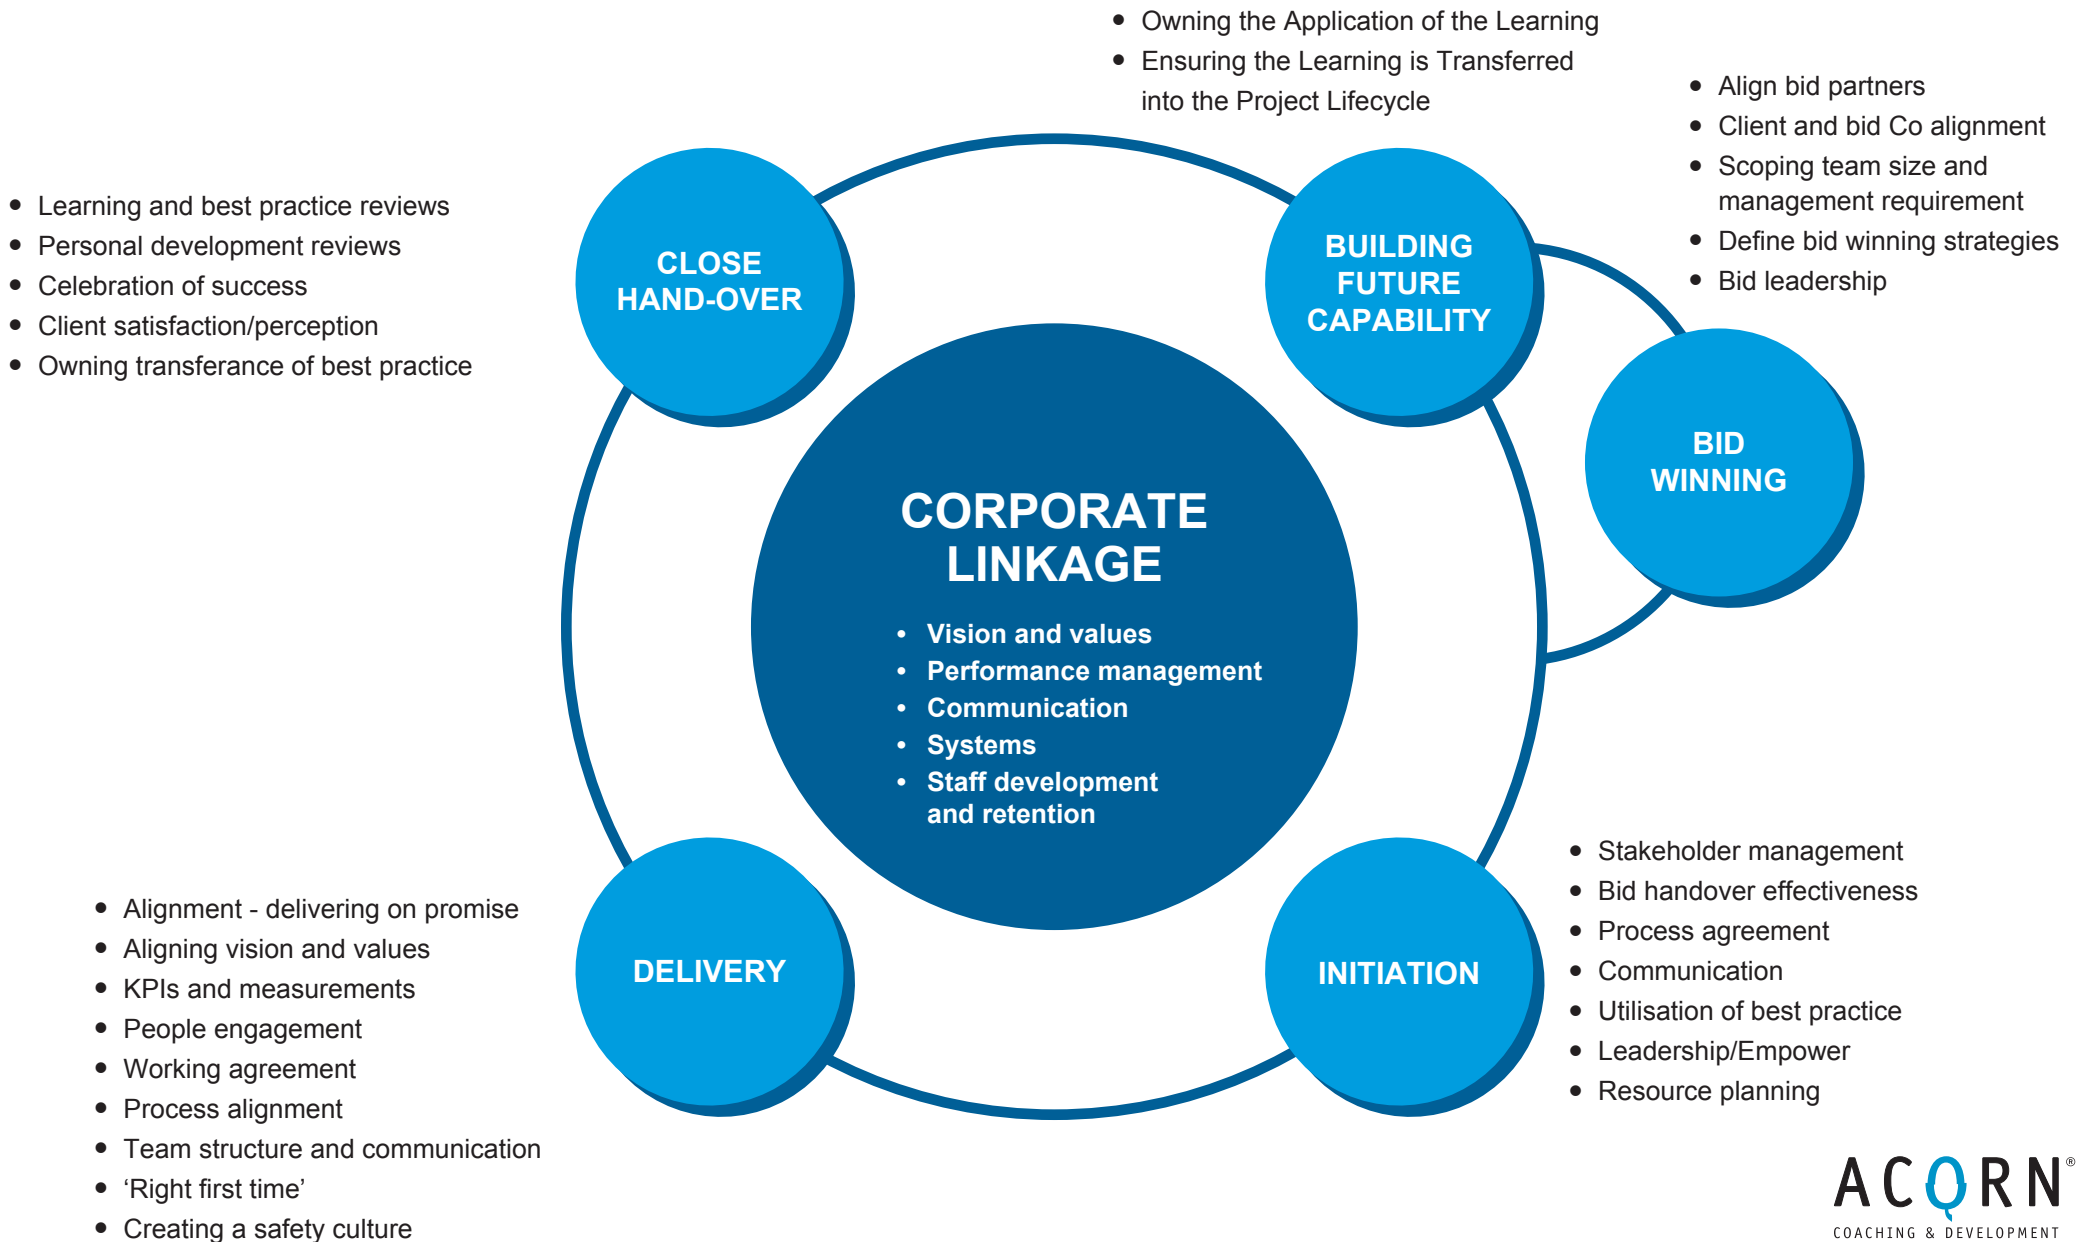 • Owning the Application of the Learning
• Ensuring the Learning is Transferred
into the Project Lifecycle
• Align bid partners
• Client and bid Co alignment
• Scoping team size and
management requirement
• Define bid winning strategies
• Bid leadership
• Learning and best practice reviews
• Personal development reviews
• Celebration of success
• Client satisfaction/perception
• Owning transferance of best practice
CLOSE
HAND-OVER
BUILDING
FUTURE
CAPABILITY
BID
WINNING
CORPORATE
LINKAGE
• Vision and values
• Performance management
• Communication
• Systems
• Staff development
and retention
DELIVERY
INITIATION
• Alignment - delivering on promise
• Aligning vision and values
• KPIs and measurements
• People engagement
• Working agreement
• Process alignment
• Team structure and communication
• ‘Right first time’
• Creating a safety culture
• Stakeholder management
• Bid handover effectiveness
• Process agreement
• Communication
• Utilisation of best practice
• Leadership/Empower
• Resource planning
ACORN®
COACHING & DEVELOPMENT